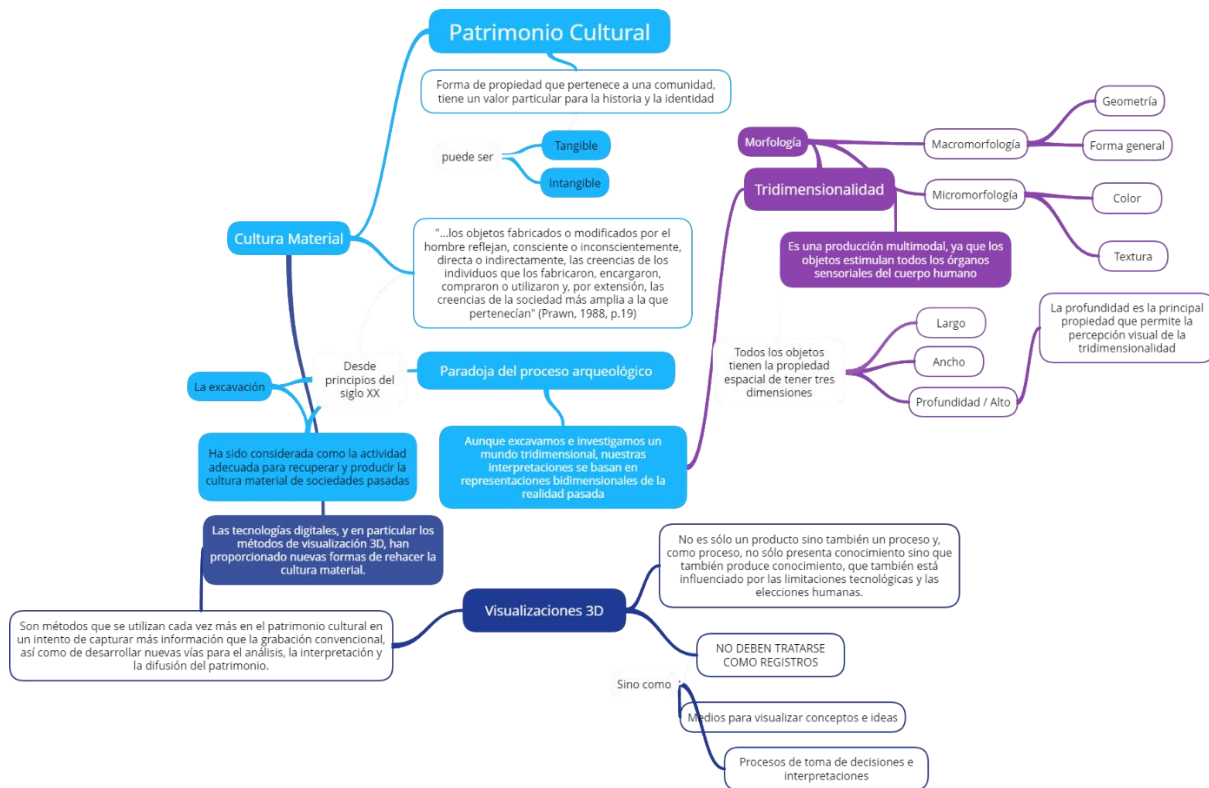 Patrimonio Cultural
Forma de propiedad que pertenece a una comunidad,
tiene un valor particular para la historia y la identidad
puede ser
Tangible
Intangible
Cultura Material
"...los objetos fabricados o modificados por el
hombre reflejan, consciente o inconscientemente,
directa o indirectamente, las creencias de los
individuos que los fabricaron, encargaron,
compraron o utilizaron y, por extensión, las
creencias de la sociedad más amplia a la que
pertenecían" (Prawn, 1988, p.19)
La excavación
Desde
principios del
siglo XX
Paradoja del proceso arqueológico
Ha sido considerada como la actividad
adecuada para recuperar y producir la
cultura material de sociedades pasadas
Aunque excavamos e investigamos un
mundo tridimensional, nuestras
interpretaciones se basan en
representaciones bidimensionales de la
realidad pasada
Morfología
Tridimensionalidad
Macromorfología
Geometría
Forma general
Micromorfología
Color
Textura
Es una producción multimodal, ya que los
objetos estimulan todos los órganos
sensoriales del cuerpo humano
Todos los objetos
tienen la propiedad
espacial de tener tres
dimensiones
Largo
Ancho
Profundidad / Alto
La profundidad es la principal
propiedad que permite la
percepción visual de la
tridimensionalidad
Las tecnologías digitales, y en particular los
métodos de visualización 3D, han
proporcionado nuevas formas de rehacer la
cultura material.
Son métodos que se utilizan cada vez más en el patrimonio cultural en
un intento de capturar más información que la grabación convencional,
así como de desarrollar nuevas vías para el análisis, la interpretación y
la difusión del patrimonio.
Visualizaciones 3D
No es sólo un producto sino también un proceso y,
como proceso, no sólo presenta conocimiento sino que
también produce conocimiento, que también está
influenciado por las limitaciones tecnológicas y las
elecciones humanas.
NO DEBEN TRATARSE
COMO REGISTROS
Sino como :
Medios para visualizar conceptos e ideas
Procesos de toma de decisiones e
interpretaciones